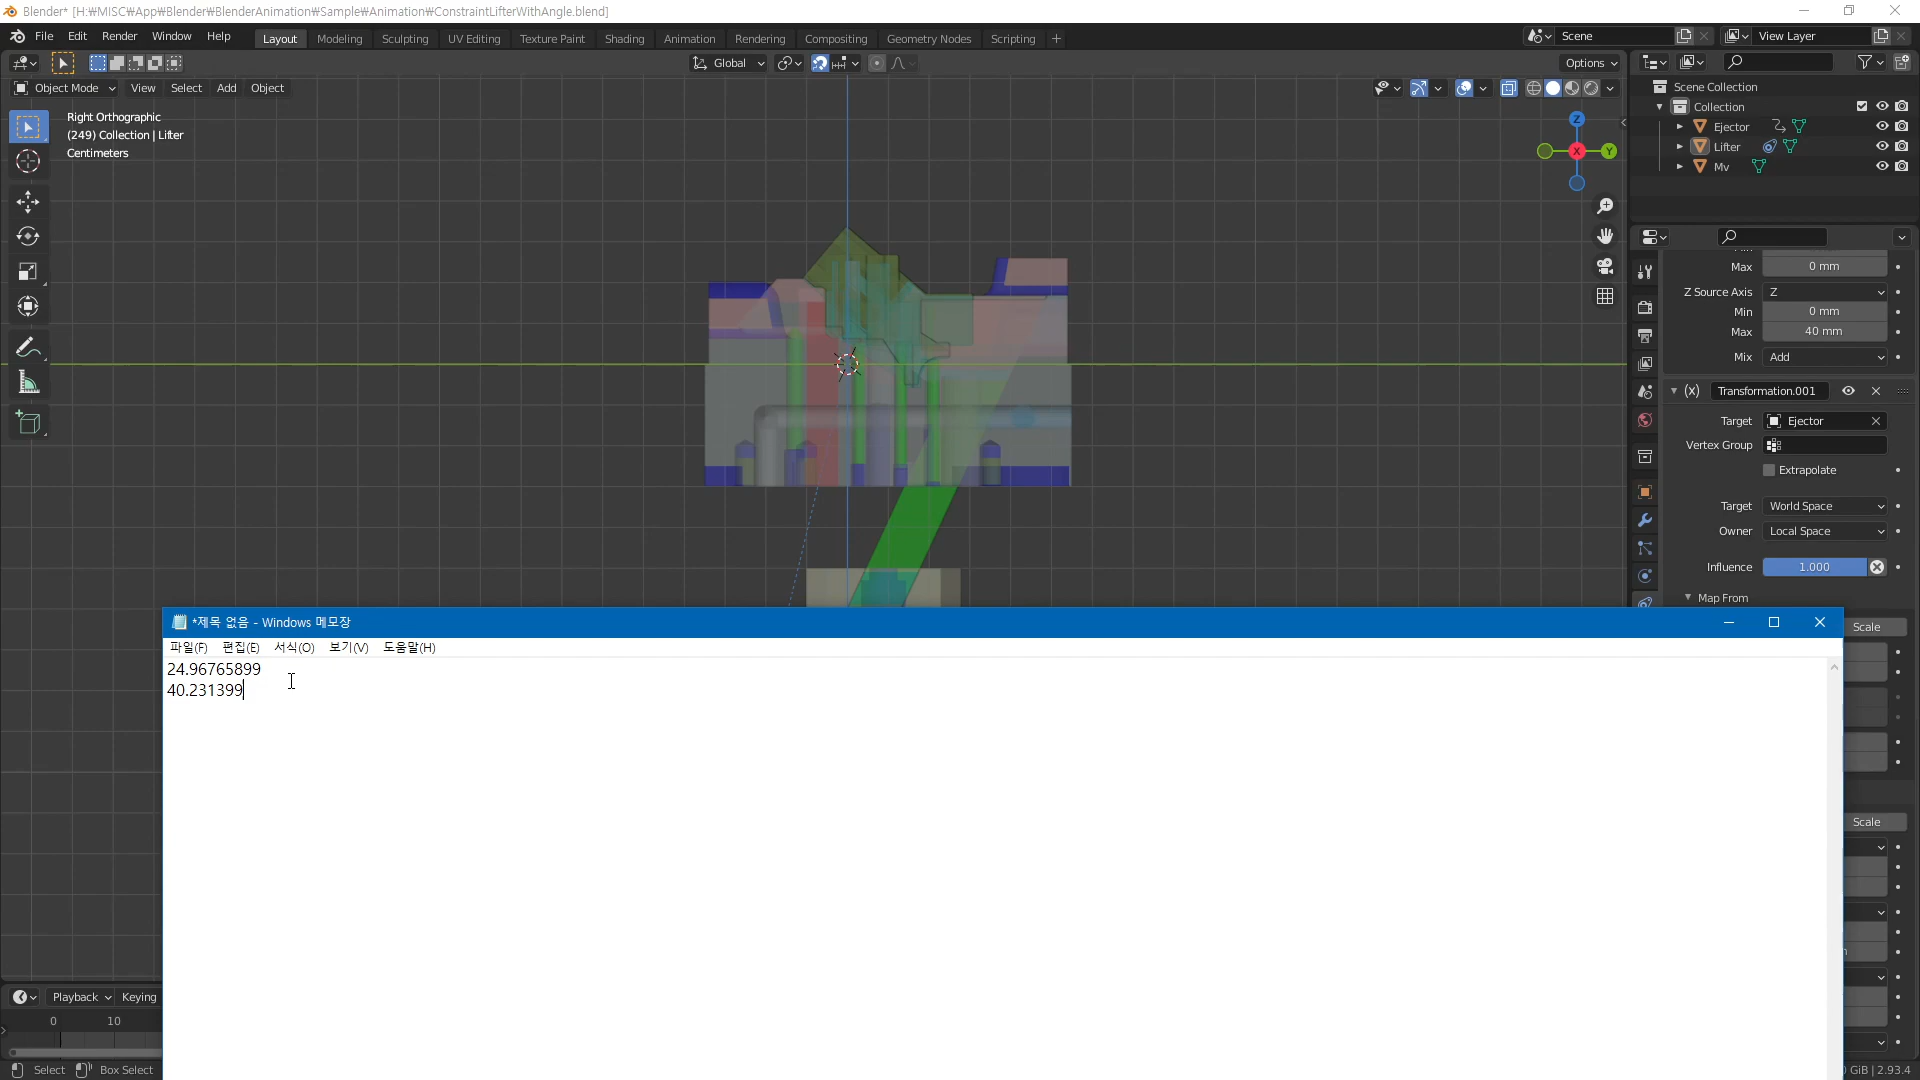 Blender* [H:₩MISC₩App₩Blender₩BlenderAnimation₩Sample₩Animation₩ConstraintLifterWithAngle.blend]
File Edit Render Window Help
Layout Modeling Sculpting UV Editing Texture Paint Shading Animation Rendering Compositing Geometry Nodes Scripting +
Scene
View Layer
Global
Options
Object Mode View Select Add Object
Right Orthographic
(249) Collection | Lifter
Centimeters
Z
X
Y
Scene Collection
Collection
Ejector
Lifter
Mv
Max 0 mm
Z Source Axis Z
Min 0 mm
Max 40 mm
Mix Add
(x) Transformation.001
Target Ejector
Vertex Group
Extrapolate
Target World Space
Owner Local Space
Influence 1.000
Map From
Scale
Scale
*제목 없음 - Windows 메모장
파일(F) 편집(E) 서식(O) 보기(V) 도움말(H)
24.96765899
40.231399
Playback Keying
0 10
Select Box Select
GiB | 2.93.4